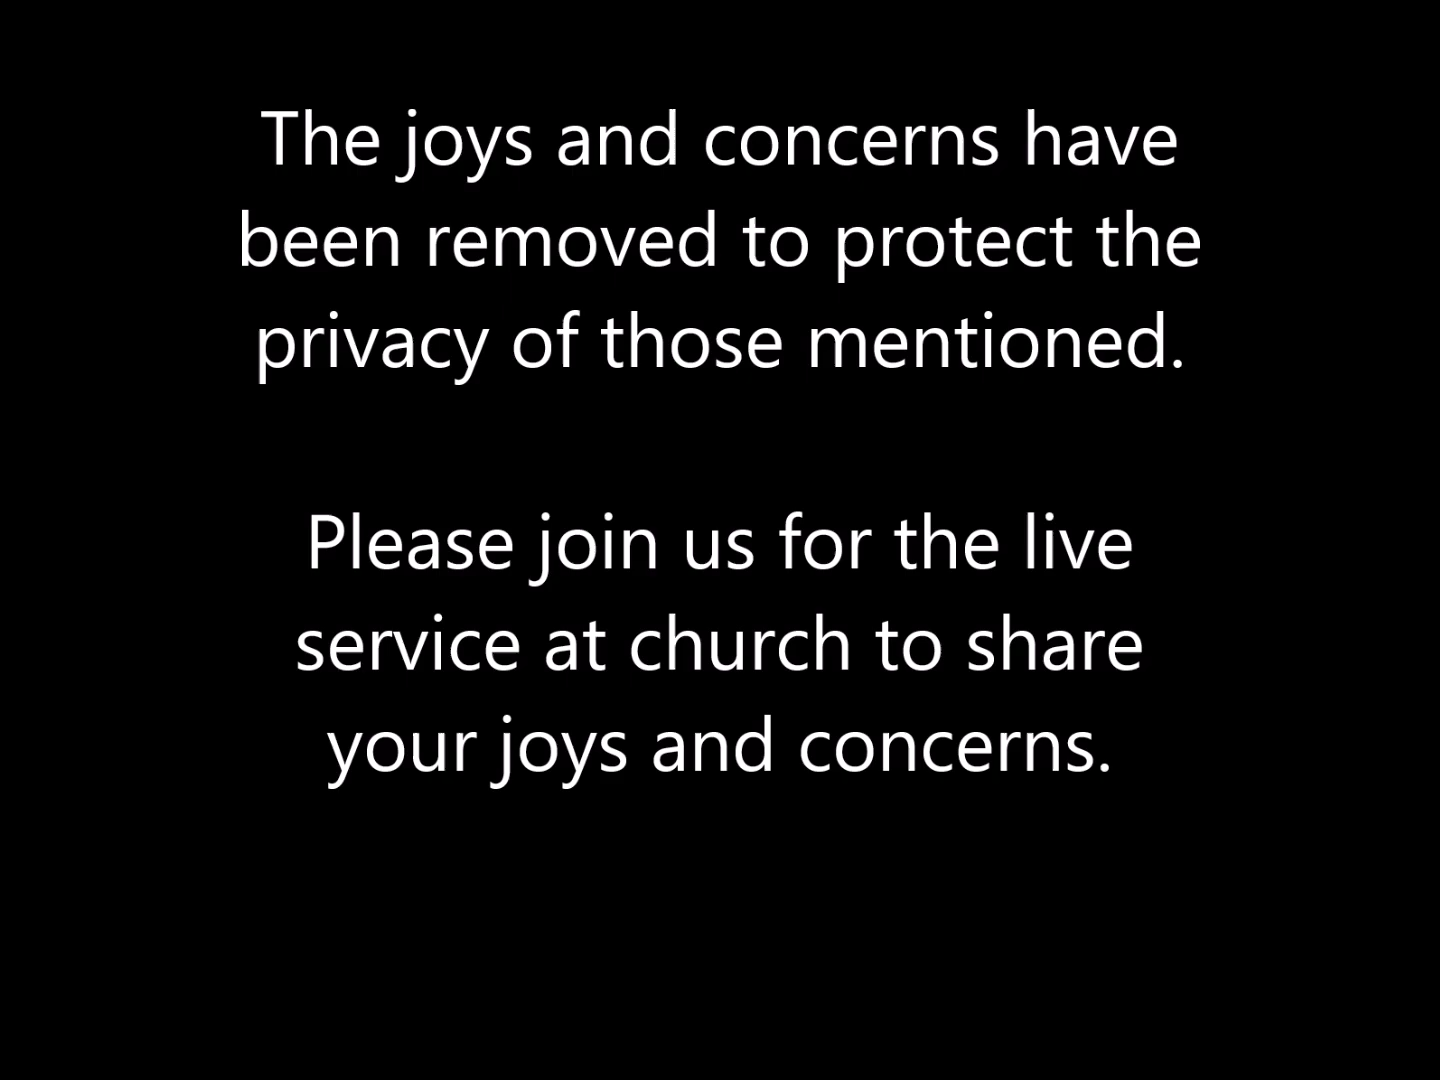 The joys and concerns have
been removed to protect the
privacy of those mentioned.
Please join us for the live
service at church to share
your joys and concerns.